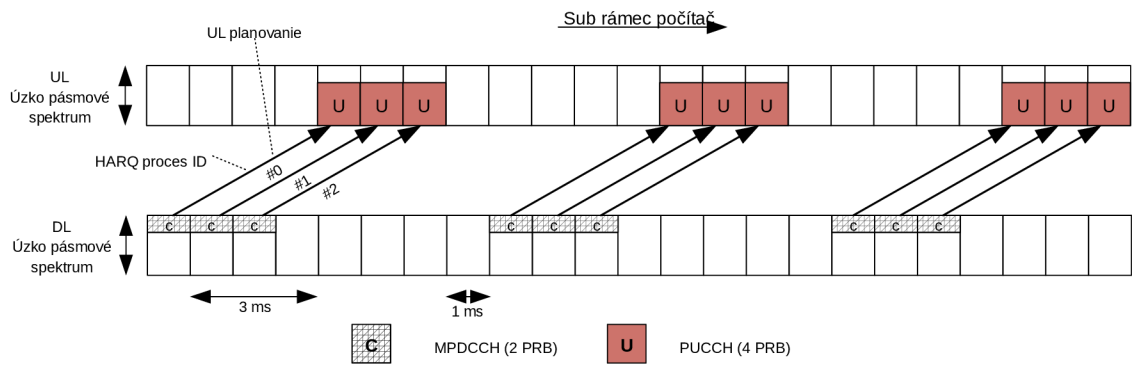 Sub rámec počítač
UL planovanie
UL
Úzko pásmové
spektrum
U U U U U U U U U
HARQ proces ID
#0
#1
#2
DL
Úzko pásmové
spektrum
c c c c c c c c c
3 ms
1 ms
C MPDCCH (2 PRB) U PUCCH (4 PRB)